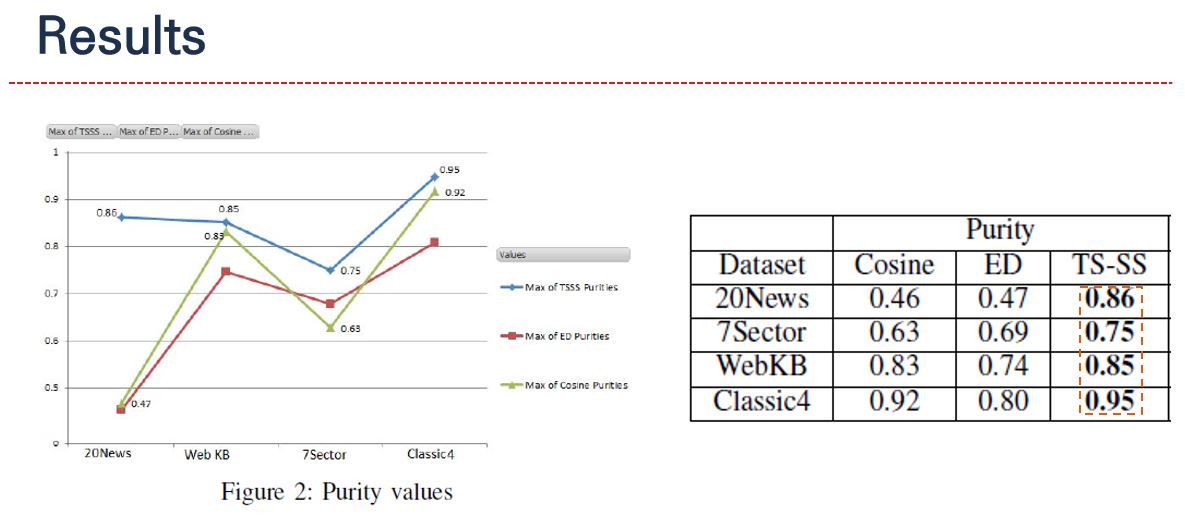 Results
Max of TSSS ... Max of ED P... Max of Cosine ...
1
0.9
0.8
0.7
0.6
0.5
0
0.86
0.85
0.83
0.75
0.63
0.95
0.92
0.47
20News Web KB 7Sector Classic4
Values
Max of TSSS Purities
Max of ED Purities
Max of Cosine Purities
Figure 2: Purity values
Purity
Dataset Cosine ED TS-SS
20News 0.46 0.47 0.86
7Sector 0.63 0.69 0.75
WebKB 0.83 0.74 0.85
Classic4 0.92 0.80 0.95